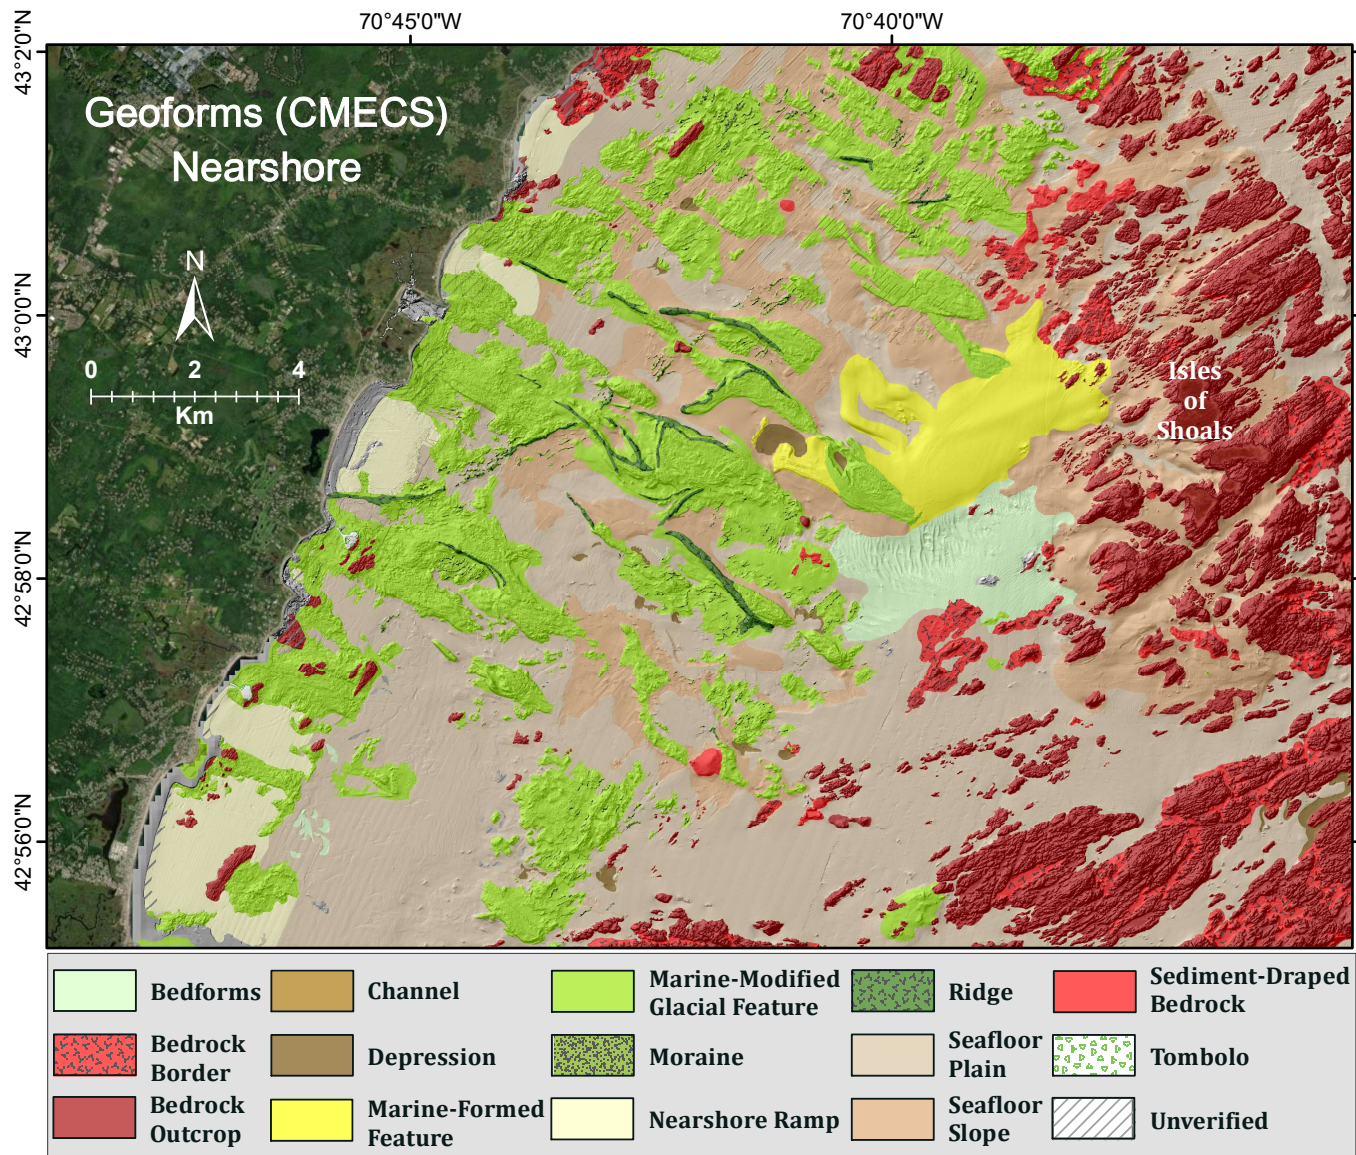 70°45'0"W
70°40'0"W
43°2'0"N
43°0'0"N
42°58'0"N
42°56'0"N
Geoforms (CMECS)
Nearshore
N
0 2 4
Km
Isles
of
Shoals
Bedforms
Channel
Marine-Modified
Glacial Feature
Ridge
Sediment-Draped
Bedrock
Bedrock
Border
Depression
Moraine
Seafloor
Plain
Tombolo
Bedrock
Outcrop
Marine-Formed
Feature
Nearshore Ramp
Seafloor
Slope
Unverified